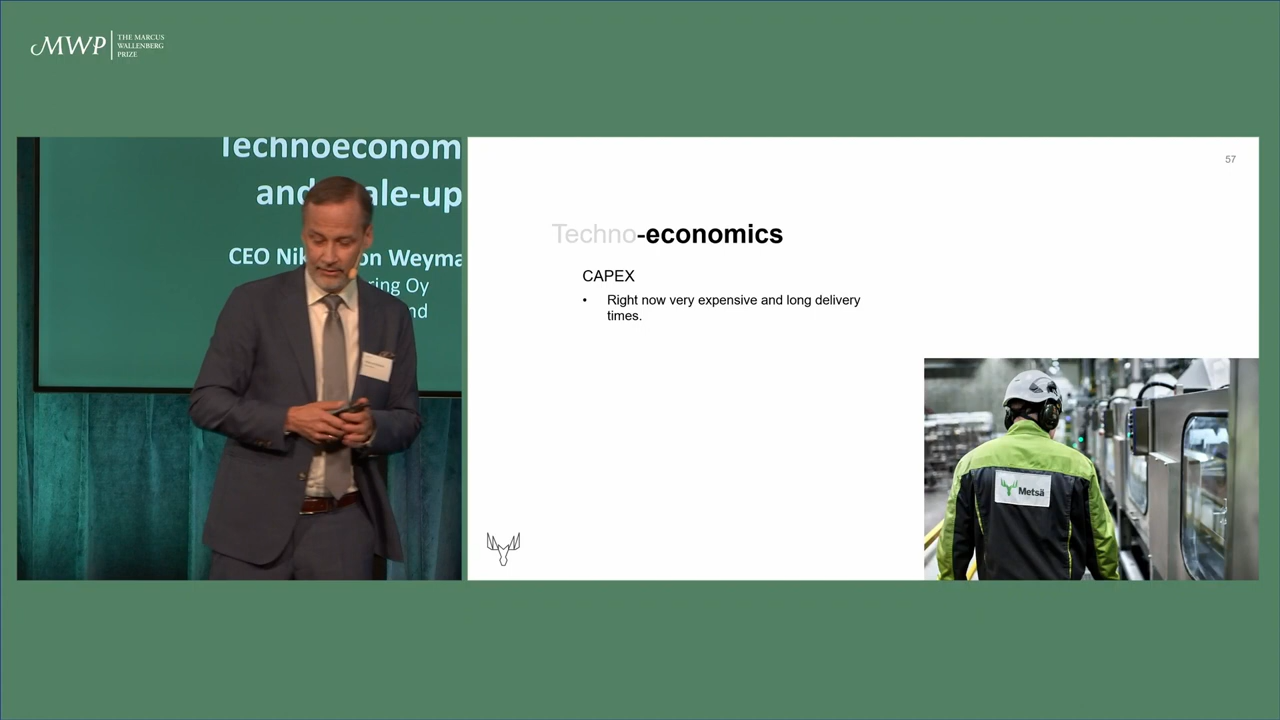 MWP
THE MARCUS
WALLENBERG
PRIZE
Technoeconom
and ale-up
CEO Nik on Weyma
ring Oy
nd
57
Techno-economics
CAPEX
• Right now very expensive and long delivery
times.
Metsä